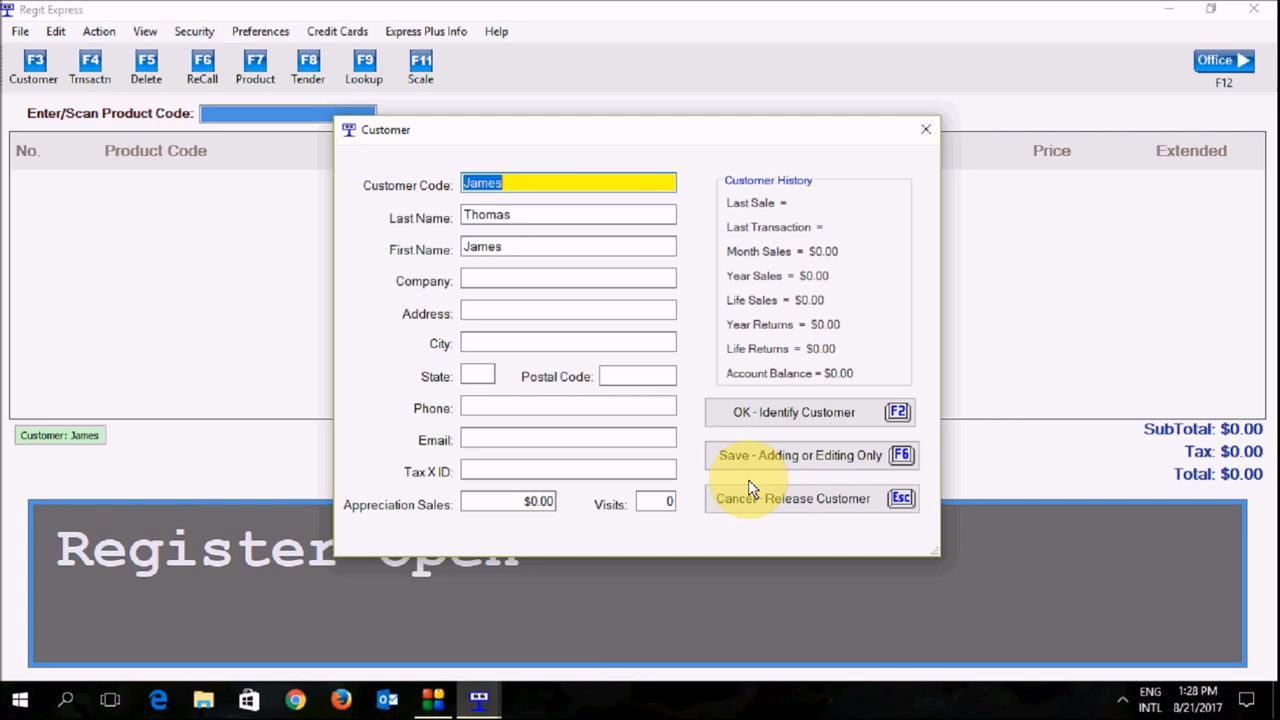 Regit Express
File Edit Action View Security Preferences Credit Cards Express Plus Info Help
F3 F4 F5 F6 F7 F8 F9 F11 Office
Customer Trnsactn Delete ReCall Product Tender Lookup Scale F12
Enter/Scan Product Code:
No. Product Code Price Extended
Customer
Customer Code: James
Last Name: Thomas
First Name: James
Company:
Address:
City:
State: Postal Code:
Phone:
Email:
Tax X ID:
Appreciation Sales: $0.00 Visits: 0
Customer History
Last Sale =
Last Transaction =
Month Sales = $0.00
Year Sales = $0.00
Life Sales = $0.00
Year Returns = $0.00
Life Returns = $0.00
Account Balance = $0.00
OK - Identify Customer F2
Save - Adding or Editing Only F6
Cancel - Release Customer Esc
Customer: James
SubTotal: $0.00
Tax: $0.00
Total: $0.00
Register open
ENG 1:28 PM
INTL 8/21/2017